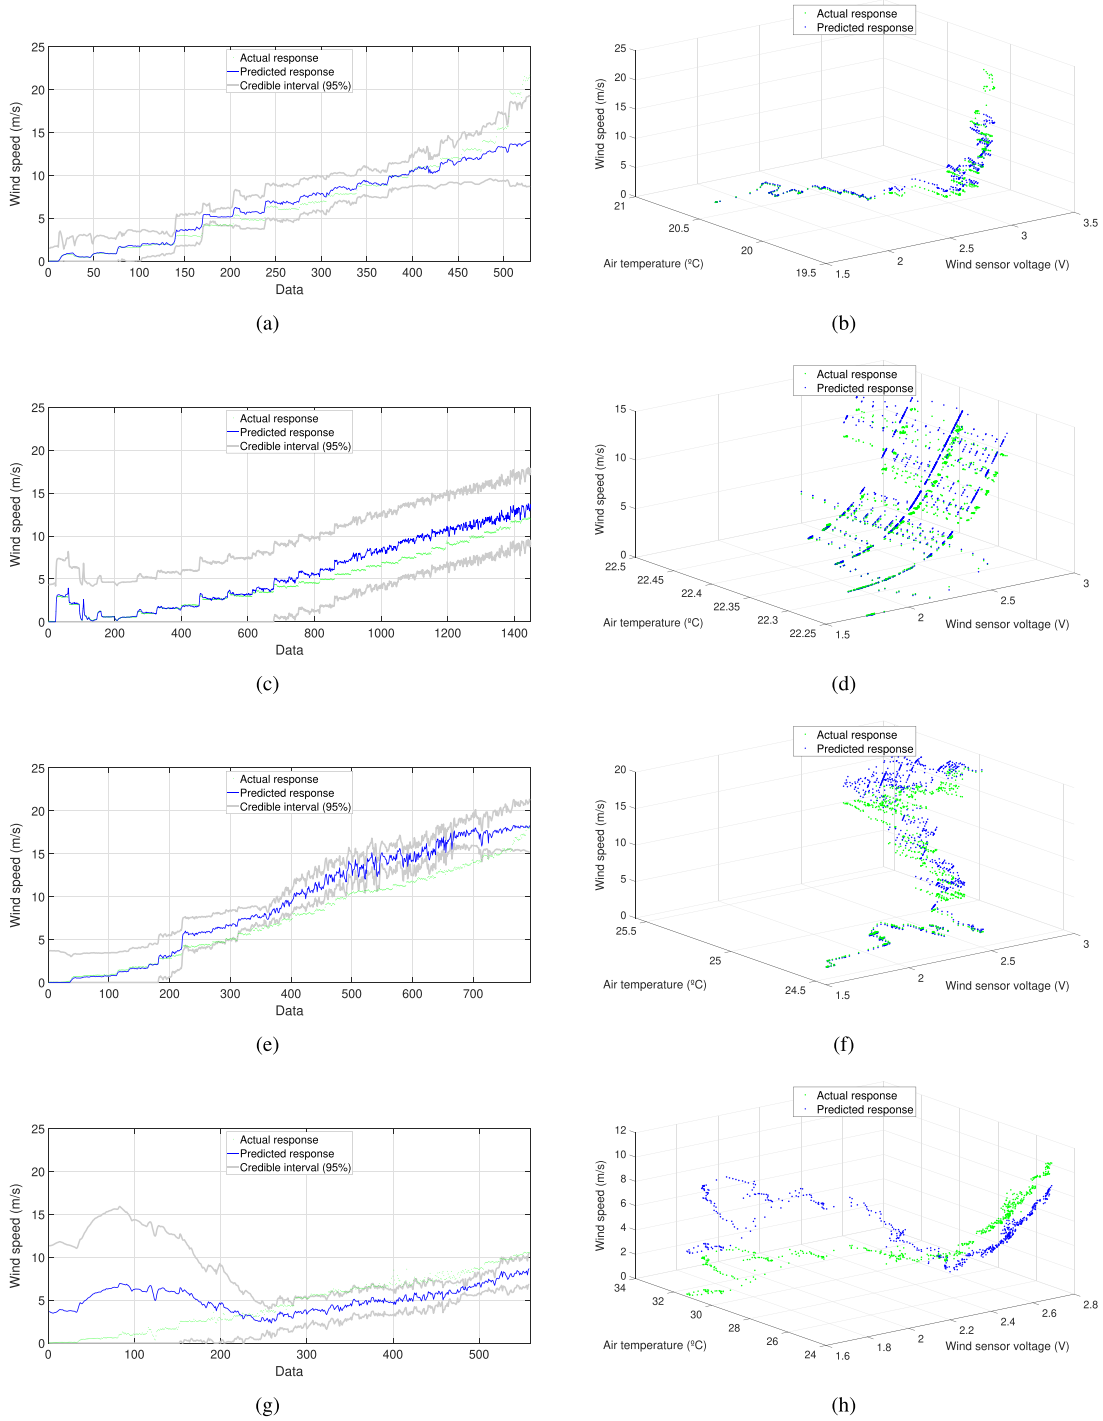 Actual response
Predicted response
Credible interval (95%)
Wind speed (m/s)
25
20
15
10
5
0
0 50 100 150 200 250 300 350 400 450 500
Data
(a)
Actual response
Predicted response
Wind speed (m/s)
25
20
15
10
5
0
21
20.5
20
19.5
Air temperature (ºC)
1.5
2
2.5
3
3.5
Wind sensor voltage (V)
(b)
Actual response
Predicted response
Credible interval (95%)
Wind speed (m/s)
25
20
15
10
5
0
0 200 400 600 800 1000 1200 1400
Data
(c)
Actual response
Predicted response
Wind speed (m/s)
15
10
5
0
22.5
22.45
22.4
22.35
22.3
22.25
Air temperature (ºC)
1.5
2
2.5
3
Wind sensor voltage (V)
(d)
Actual response
Predicted response
Credible interval (95%)
Wind speed (m/s)
25
20
15
10
5
0
0 100 200 300 400 500 600 700
Data
(e)
Actual response
Predicted response
Wind speed (m/s)
20
15
10
5
0
25.5
25
24.5
Air temperature (ºC)
1.5
2
2.5
3
Wind sensor voltage (V)
(f)
Actual response
Predicted response
Credible interval (95%)
Wind speed (m/s)
25
20
15
10
5
0
0 100 200 300 400 500
Data
(g)
Actual response
Predicted response
Wind speed (m/s)
12
10
8
6
4
2
0
34
32
30
28
26
24
Air temperature (ºC)
1.6
1.8
2
2.2
2.4
2.6
2.8
Wind sensor voltage (V)
(h)